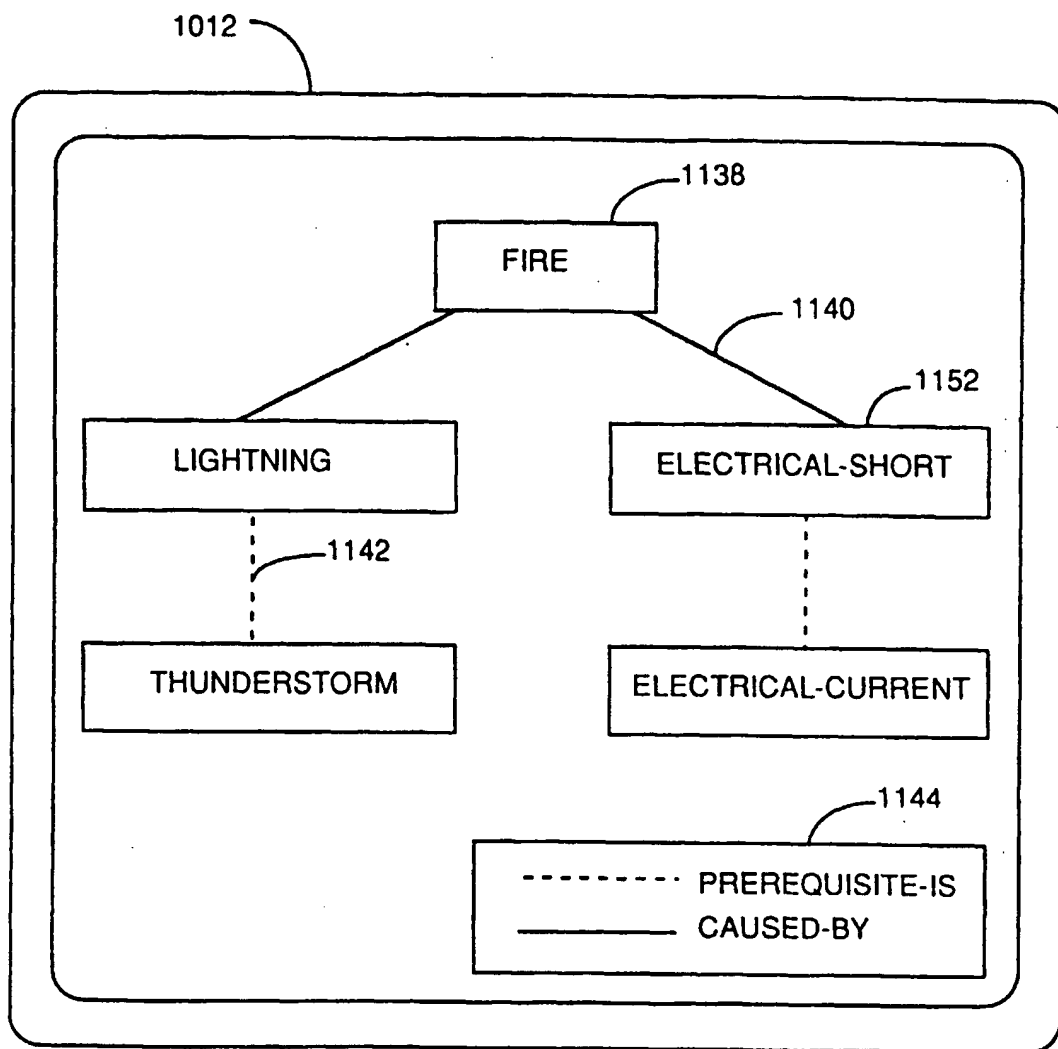 1012
1138
FIRE
1140
1152
LIGHTNING
ELECTRICAL-SHORT
1142
THUNDERSTORM
ELECTRICAL-CURRENT
1144
PREREQUISITE-IS
CAUSED-BY